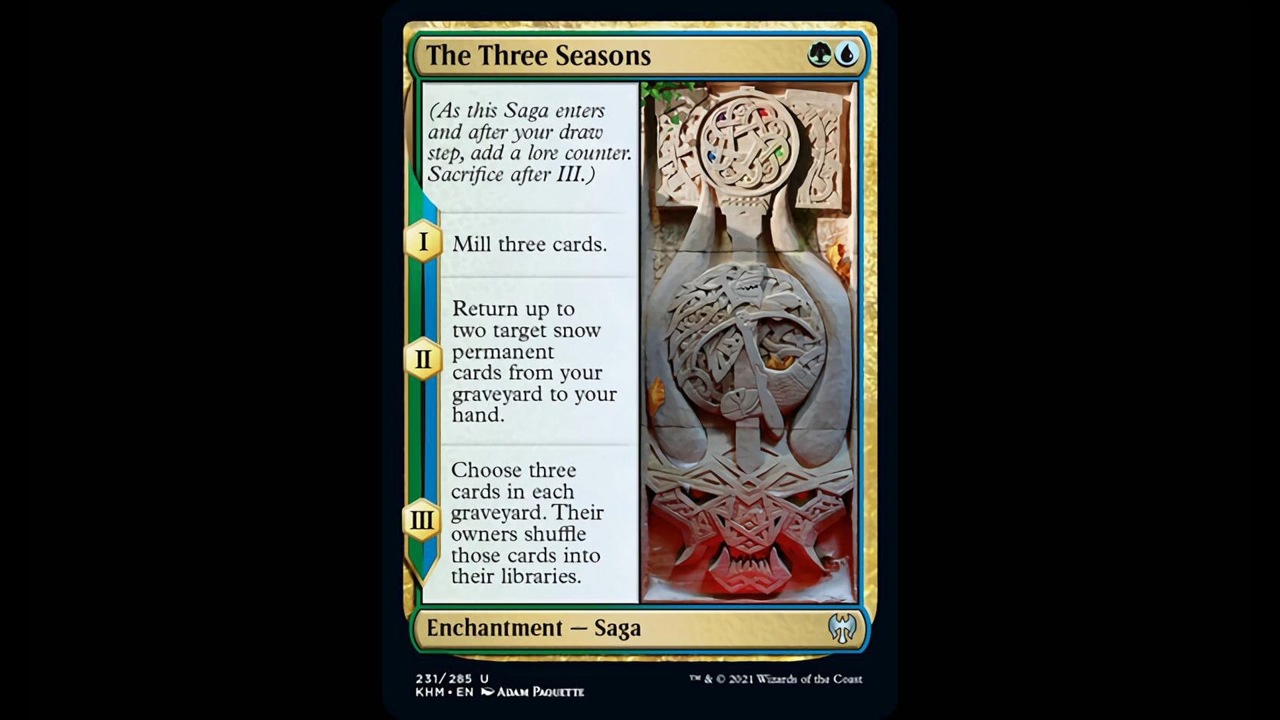 The Three Seasons
(As this Saga enters
and after your draw
step, add a lore counter.
Sacrifice after III.)
I
Mill three cards.
II
Return up to
two target snow
permanent
cards from your
graveyard to your
hand.
III
Choose three
cards in each
graveyard. Their
owners shuffle
those cards into
their libraries.
Enchantment — Saga
231/285 U
KHM • EN Adam Paquette
™ & © 2021 Wizards of the Coast